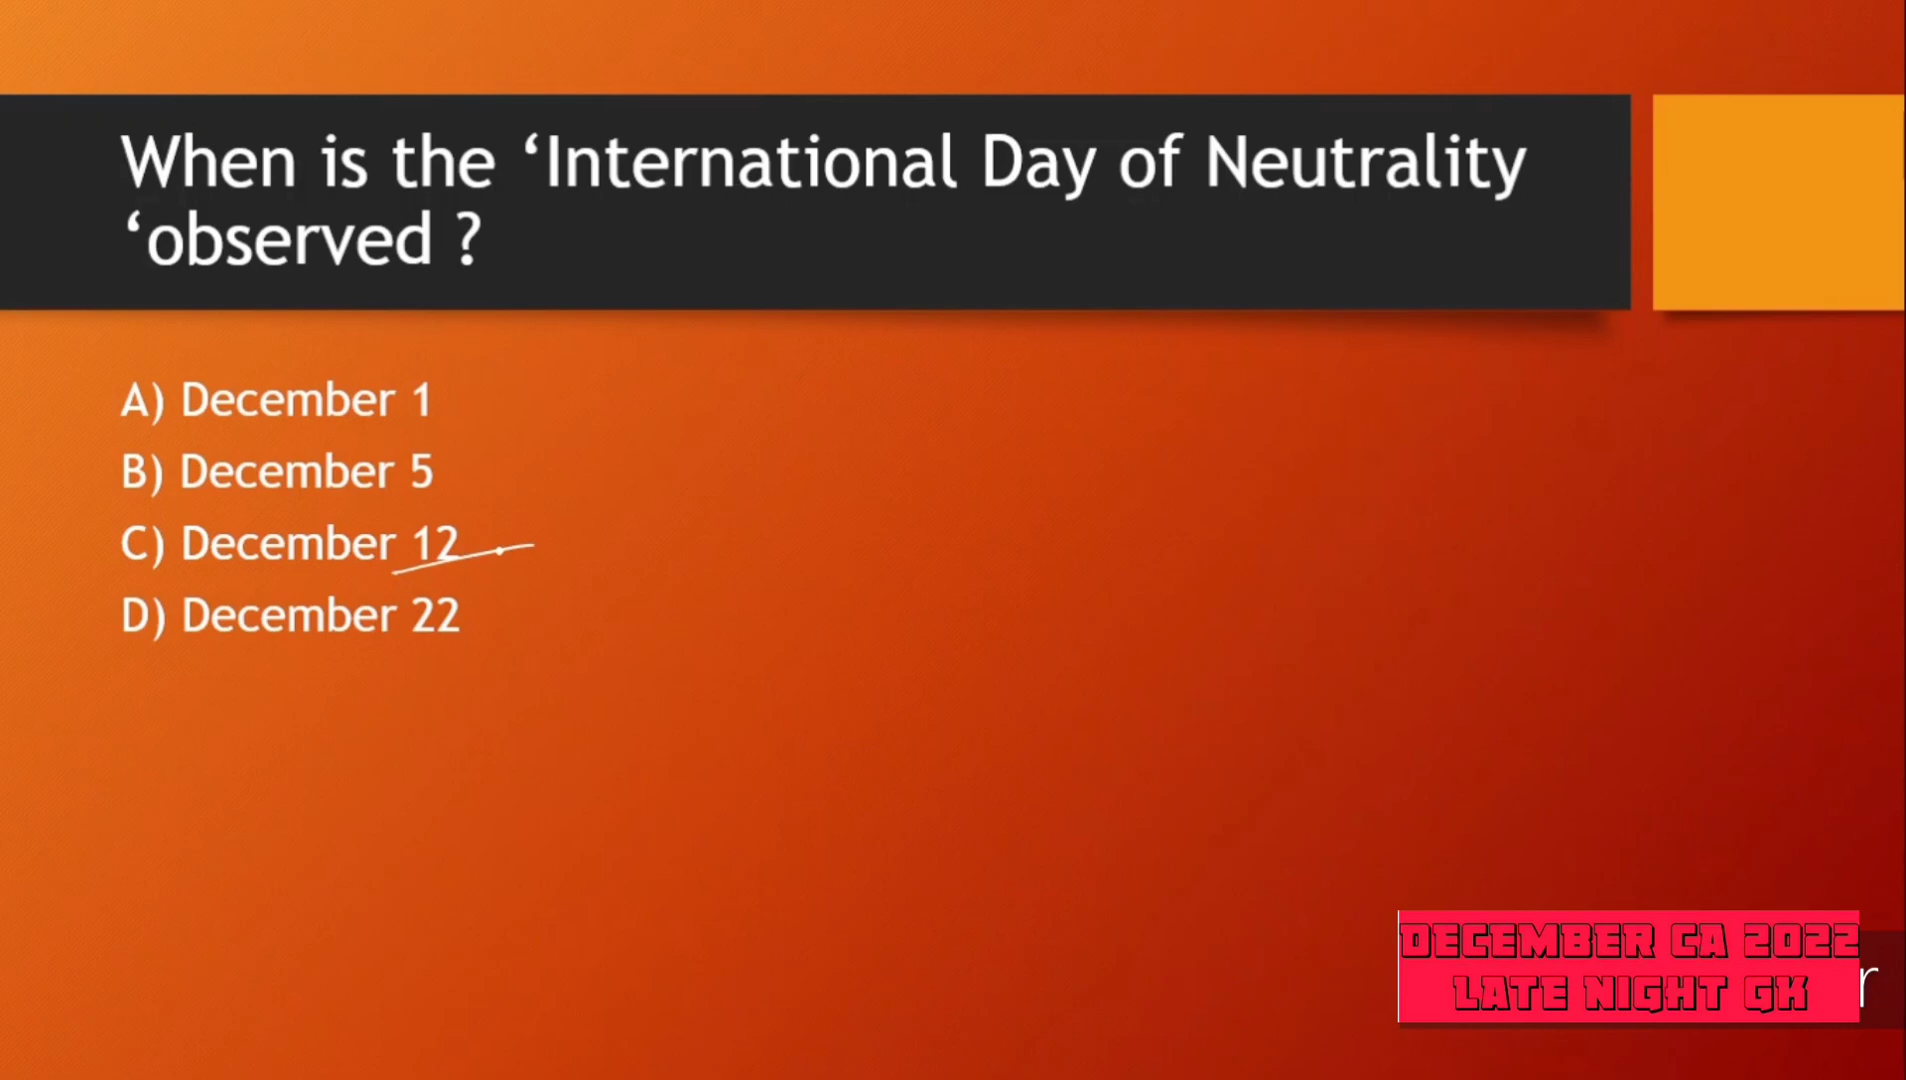 When is the ‘International Day of Neutrality
‘observed ?
A) December 1
B) December 5
C) December 12
D) December 22
DECEMBER CA 2022
LATE NIGHT GK
r